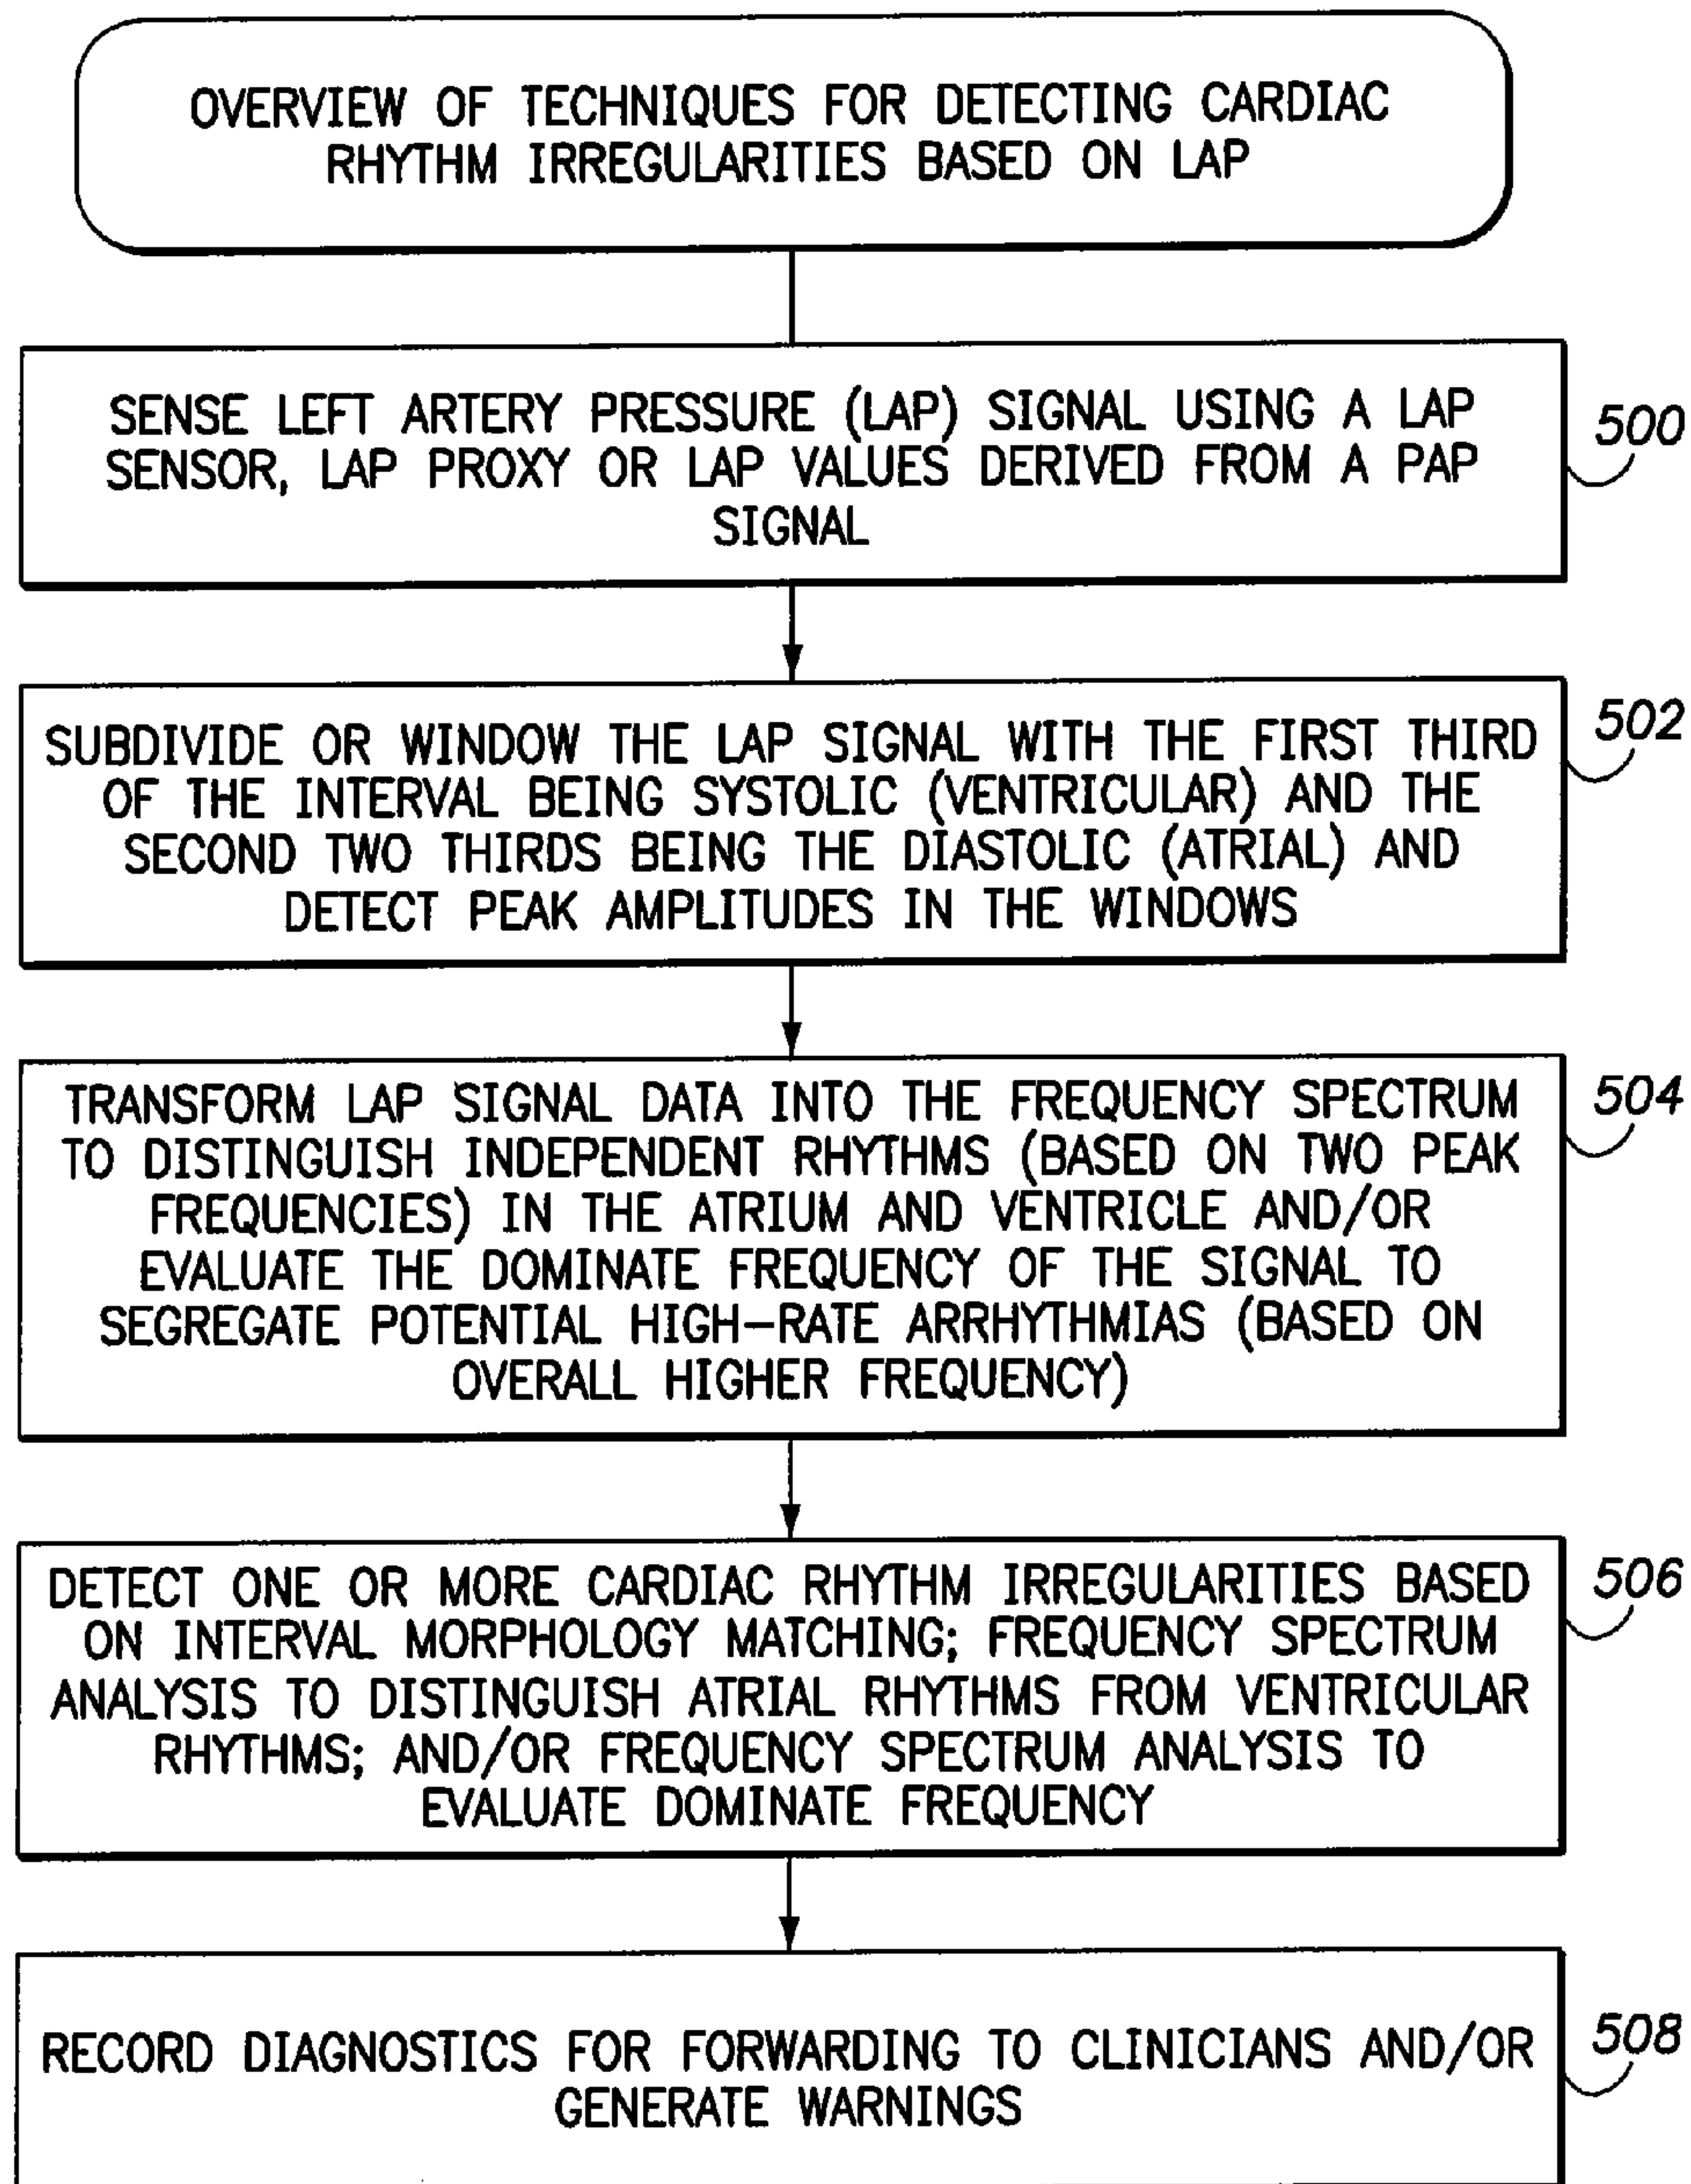 OVERVIEW OF TECHNIQUES FOR DETECTING CARDIAC
RHYTHM IRREGULARITIES BASED ON LAP
SENSE LEFT ARTERY PRESSURE (LAP) SIGNAL USING A LAP
SENSOR, LAP PROXY OR LAP VALUES DERIVED FROM A PAP
SIGNAL
500
SUBDIVIDE OR WINDOW THE LAP SIGNAL WITH THE FIRST THIRD
OF THE INTERVAL BEING SYSTOLIC (VENTRICULAR) AND THE
SECOND TWO THIRDS BEING THE DIASTOLIC (ATRIAL) AND
DETECT PEAK AMPLITUDES IN THE WINDOWS
502
TRANSFORM LAP SIGNAL DATA INTO THE FREQUENCY SPECTRUM
TO DISTINGUISH INDEPENDENT RHYTHMS (BASED ON TWO PEAK
FREQUENCIES) IN THE ATRIUM AND VENTRICLE AND/OR
EVALUATE THE DOMINATE FREQUENCY OF THE SIGNAL TO
SEGREGATE POTENTIAL HIGH-RATE ARRHYTHMIAS (BASED ON
OVERALL HIGHER FREQUENCY)
504
DETECT ONE OR MORE CARDIAC RHYTHM IRREGULARITIES BASED
ON INTERVAL MORPHOLOGY MATCHING; FREQUENCY SPECTRUM
ANALYSIS TO DISTINGUISH ATRIAL RHYTHMS FROM VENTRICULAR
RHYTHMS; AND/OR FREQUENCY SPECTRUM ANALYSIS TO
EVALUATE DOMINATE FREQUENCY
506
RECORD DIAGNOSTICS FOR FORWARDING TO CLINICIANS AND/OR
GENERATE WARNINGS
508